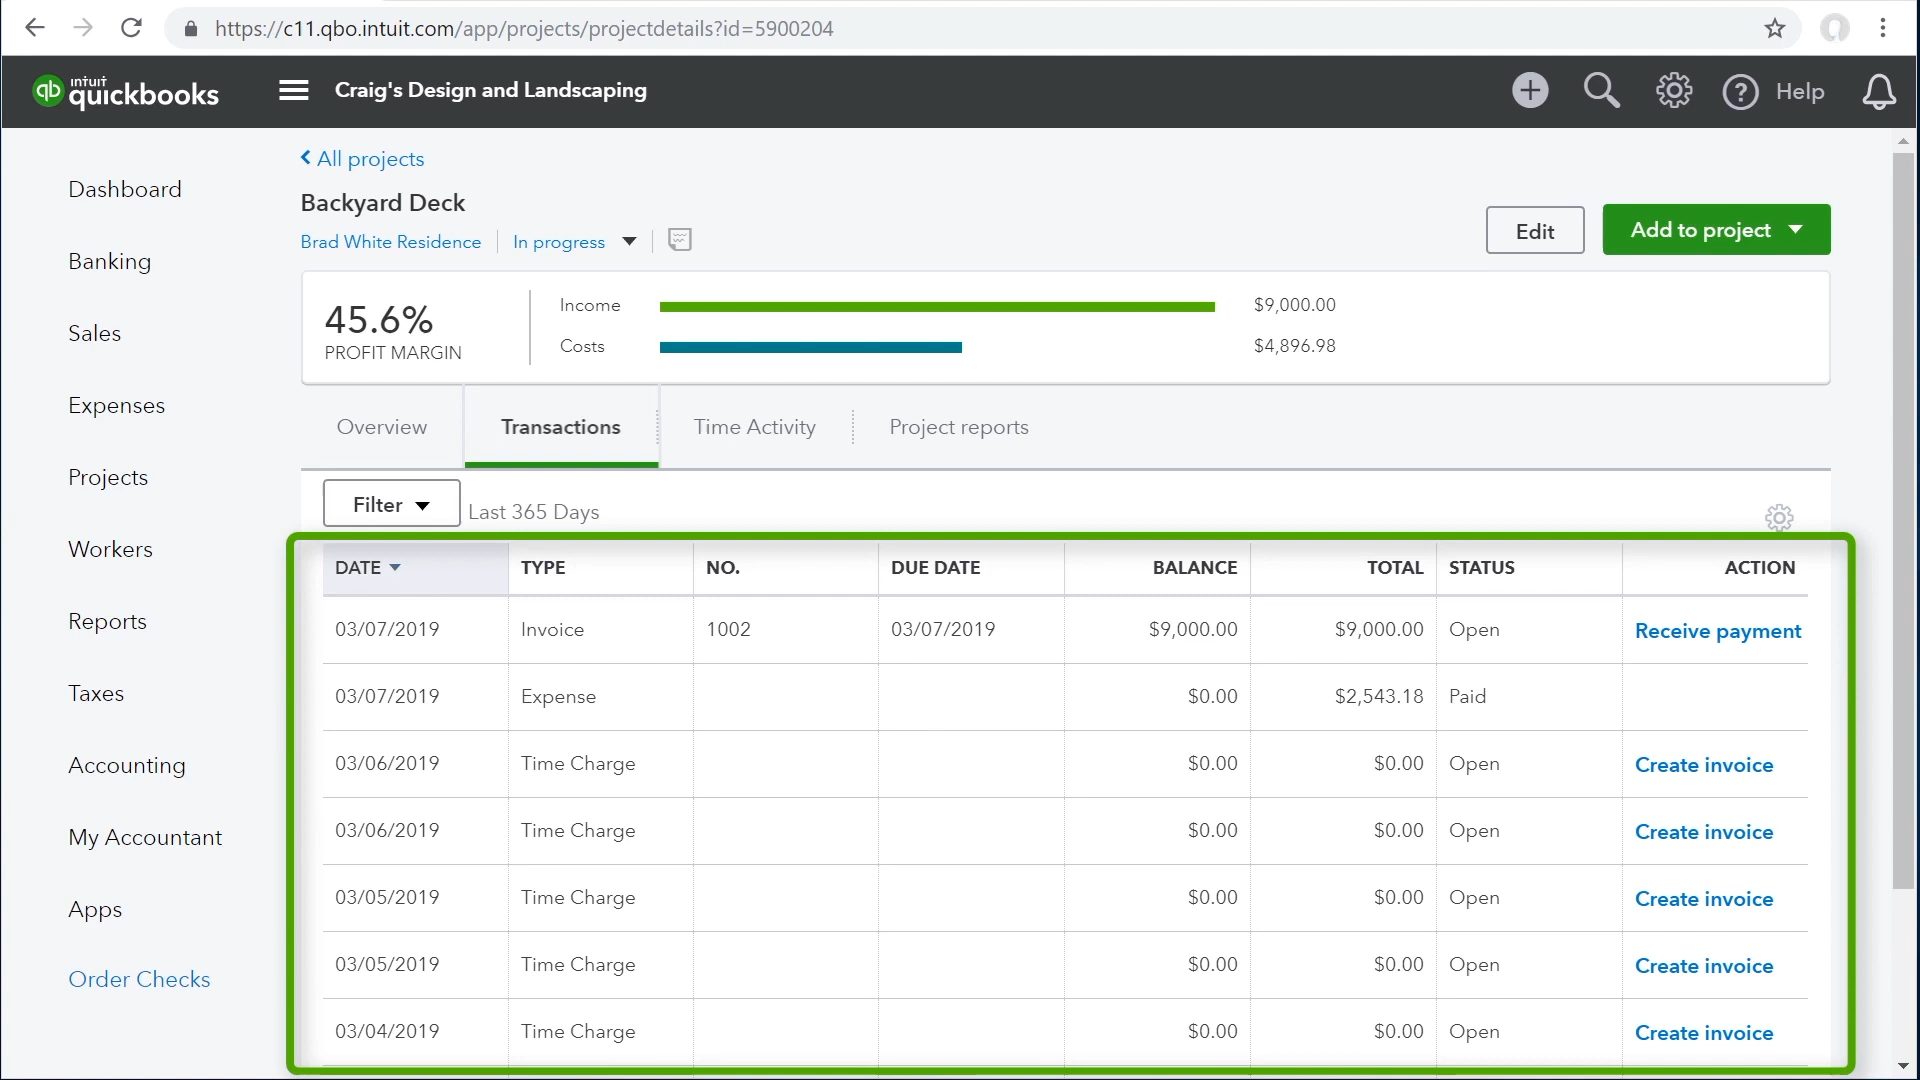 https://c11.qbo.intuit.com/app/projects/projectdetails?id=5900204
qb intuit quickbooks Craig's Design and Landscaping ? Help
Dashboard
Banking
Sales
Expenses
Projects
Workers
Reports
Taxes
Accounting
My Accountant
Apps
Order Checks
All projects
Backyard Deck
Brad White Residence In progress
Edit Add to project
45.6% PROFIT MARGIN
Income $9,000.00
Costs $4,896.98
Overview Transactions Time Activity Project reports
Filter Last 365 Days
DATE TYPE NO. DUE DATE BALANCE TOTAL STATUS ACTION
03/07/2019 Invoice 1002 03/07/2019 $9,000.00 $9,000.00 Open Receive payment
03/07/2019 Expense $0.00 $2,543.18 Paid
03/06/2019 Time Charge $0.00 $0.00 Open Create invoice
03/06/2019 Time Charge $0.00 $0.00 Open Create invoice
03/05/2019 Time Charge $0.00 $0.00 Open Create invoice
03/05/2019 Time Charge $0.00 $0.00 Open Create invoice
03/04/2019 Time Charge $0.00 $0.00 Open Create invoice